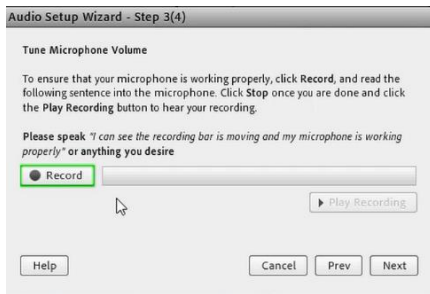 Audio Setup Wizard - Step 3(4)
Tune Microphone Volume
To ensure that your microphone is working properly, click Record, and read the
following sentence into the microphone. Click Stop once you are done and click
the Play Recording button to hear your recording.
Please speak "I can see the recording bar is moving and my microphone is working
properly" or anything you desire
Record
Play Recording
Help
Cancel
Prev
Next